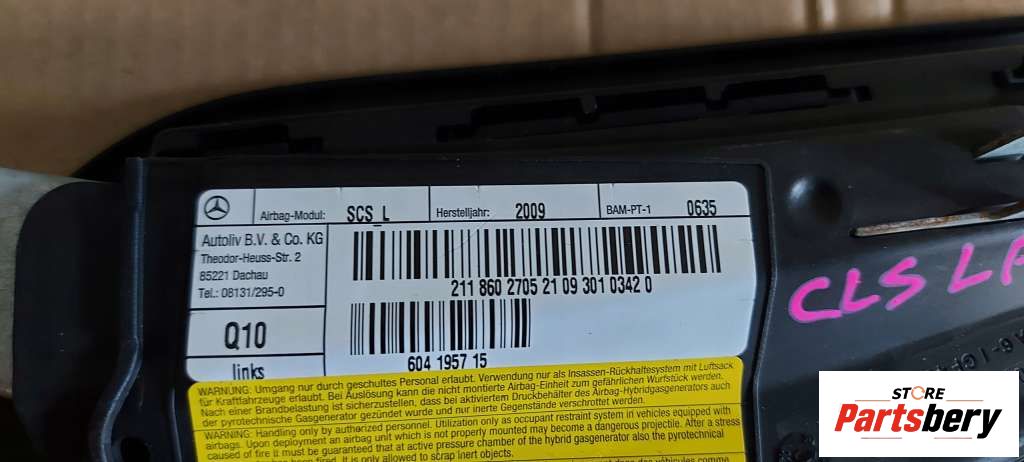 Airbag-Modul: SCS_L Herstelljahr: 2009 BAM-PT-1 0635
Autoliv B.V. & Co. KG
Theodor-Heuss-Str. 2
85221 Dachau
Tel.: 08131/295-0
211 860 2705 21 09 301 0342 0
Q10
links
604 1957 15
WARNUNG: Umgang nur durch geschultes Personal erlaubt. Verwendung nur als Insassen-Rückhaltesystem mit Luftsack
für Kraftfahrzeuge erlaubt. Bei Auslösung kann die nicht montierte Airbag-Einheit zum gefährlichen Wurfstück werden.
Nach einer Brandbelastung ist sicherzustellen, dass bei aktiviertem Druckbehälter des Airbag-Hybridgasgenerators auch
der pyrotechnische Gasgenerator gezündet wurde und nur inerte Gegenstände verschrottet werden.
WARNING: Handling only by authorized personnel. Utilization only as occupant restraint system in vehicles equipped with
airbags. Upon deployment an airbag unit which is not properly mounted may become a dangerous projectile. After a stress
caused of fire it is must to controle that at active pressure chamber of the hybrid gasgenerator also the pyrotechnical
It is only allowed to scrap inert objects.
CLS
STORE
Partsbery